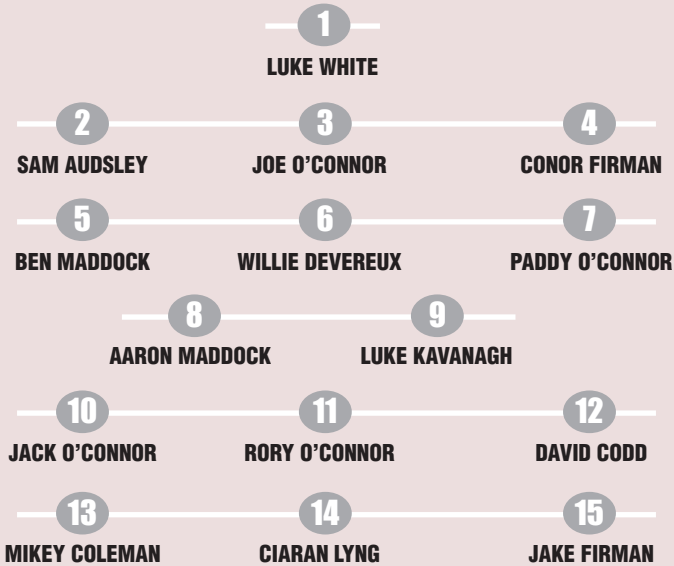 1
LUKE WHITE
2 3 4
SAM AUDSLEY JOE O’CONNOR CONOR FIRMAN
5 6 7
BEN MADDOCK WILLIE DEVEREUX PADDY O’CONNOR
8 9
AARON MADDOCK LUKE KAVANAGH
10 11 12
JACK O’CONNOR RORY O’CONNOR DAVID CODD
13 14 15
MIKEY COLEMAN CIARAN LYNG JAKE FIRMAN